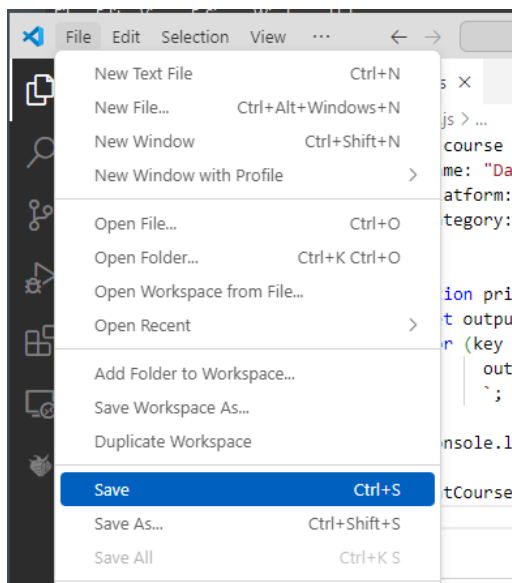 File Edit Selection View ...
New Text File Ctrl+N
New File... Ctrl+Alt+Windows+N
New Window Ctrl+Shift+N
New Window with Profile
Open File... Ctrl+O
Open Folder... Ctrl+K Ctrl+O
Open Workspace from File...
Open Recent
Add Folder to Workspace...
Save Workspace As...
Duplicate Workspace
Save Ctrl+S
Save As... Ctrl+Shift+S
Save All Ctrl+K S
s
js > ...
course
me: "Da
atform:
tegory:
ion pri
t outpu
r (key
out
`;
nsole.l
tCourse